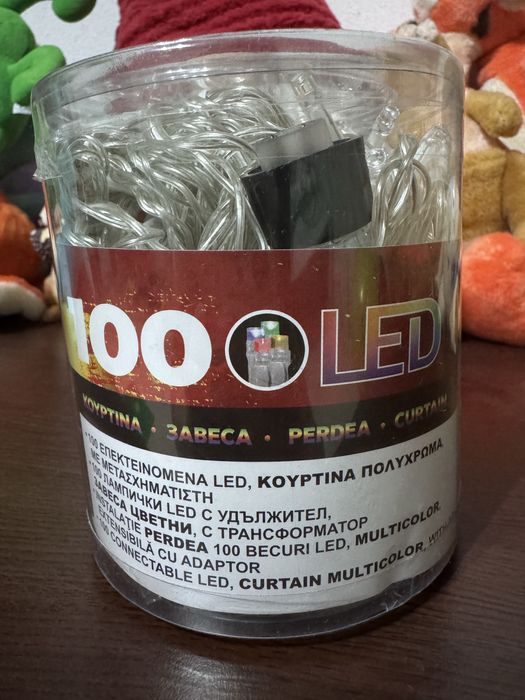 100 LED
ΚΟΥΡΤΙΝΑ · ЗАВЕСА · PERDEA · CURTAIN
•100 ΕΠΕΚΤΕΙΝΟΜΕΝΑ LED, ΚΟΥΡΤΙΝΑ ΠΟΛΥΧΡΩΜΑ,
ΜΕ ΜΕΤΑΣΧΗΜΑΤΙΣΤΗ
•100 ЛАМПИЧКИ LED С УДЪЛЖИТЕЛ,
ЗАВЕСА ЦВЕТНИ, С ТРАНСФОРМАТОР
•INSTALAȚIE PERDEA 100 BECURI LED, MULTICOLOR,
EXTENSIBILĂ CU ADAPTOR
•100 CONNECTABLE LED, CURTAIN MULTICOLOR,